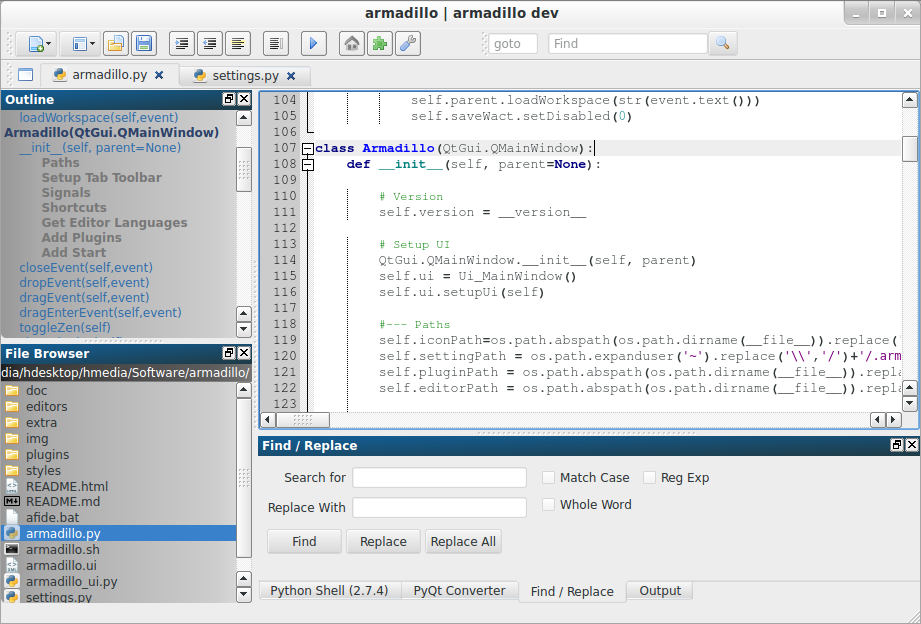 armadillo | armadillo dev
goto
Find
armadillo.py
settings.py
Outline
loadWorkspace(self,event)
Armadillo(QtGui.QMainWindow)
__init__(self, parent=None)
Paths
Setup Tab Toolbar
Signals
Shortcuts
Get Editor Languages
Add Plugins
Add Start
closeEvent(self,event)
dropEvent(self,event)
dragEvent(self,event)
dragEnterEvent(self,event)
toggleZen(self)
File Browser
dia/hdesktop/hmedia/Software/armadillo/
doc
editors
extra
img
plugins
styles
README.html
README.md
afide.bat
armadillo.py
armadillo.sh
armadillo.ui
armadillo_ui.py
settings.py
104 self.parent.loadWorkspace(str(event.text()))
105 self.saveWact.setDisabled(0)
106
107 class Armadillo(QtGui.QMainWindow):
108 def __init__(self, parent=None):
109
110 # Version
111 self.version = __version__
112
113 # Setup UI
114 QtGui.QMainWindow.__init__(self, parent)
115 self.ui = Ui_MainWindow()
116 self.ui.setupUi(self)
117
118 #--- Paths
119 self.iconPath=os.path.abspath(os.path.dirname(__file__)).replace('
120 self.settingPath = os.path.expanduser('~').replace('\\','/')+'/.arm
121 self.pluginPath = os.path.abspath(os.path.dirname(__file__)).repla
122 self.editorPath = os.path.abspath(os.path.dirname(__file__)).repla
123
Find / Replace
Search for
Match Case
Reg Exp
Replace With
Whole Word
Find
Replace
Replace All
Python Shell (2.7.4)
PyQt Converter
Find / Replace
Output